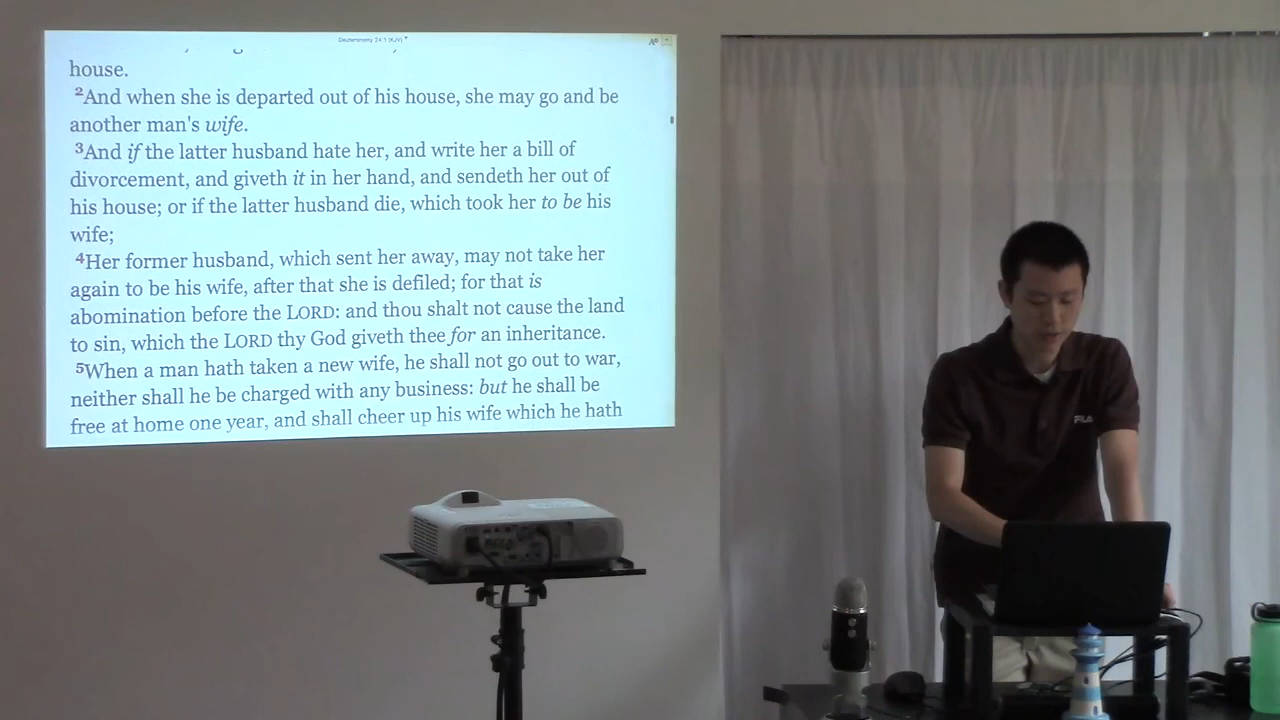 Deuteronomy 24:1 (KJV)
house.
2And when she is departed out of his house, she may go and be
another man's wife.
3And if the latter husband hate her, and write her a bill of
divorcement, and giveth it in her hand, and sendeth her out of
his house; or if the latter husband die, which took her to be his
wife;
4Her former husband, which sent her away, may not take her
again to be his wife, after that she is defiled; for that is
abomination before the LORD: and thou shalt not cause the land
to sin, which the LORD thy God giveth thee for an inheritance.
5When a man hath taken a new wife, he shall not go out to war,
neither shall he be charged with any business: but he shall be
free at home one year, and shall cheer up his wife which he hath
FILA